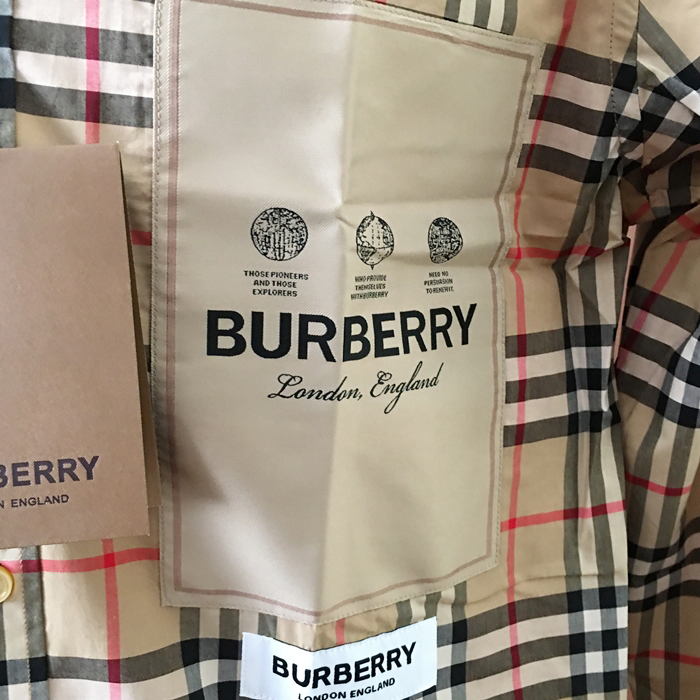 THOSE PIONEERS
AND THOSE
EXPLORERS
WHO PROVIDE
THEMSELVES
WITH BURBERRY
NEED NO
PERSUASION
TO BENEFIT.
BURBERRY
London, England
BERRY
N ENGLAND
BURBERRY
LONDON ENGLAND